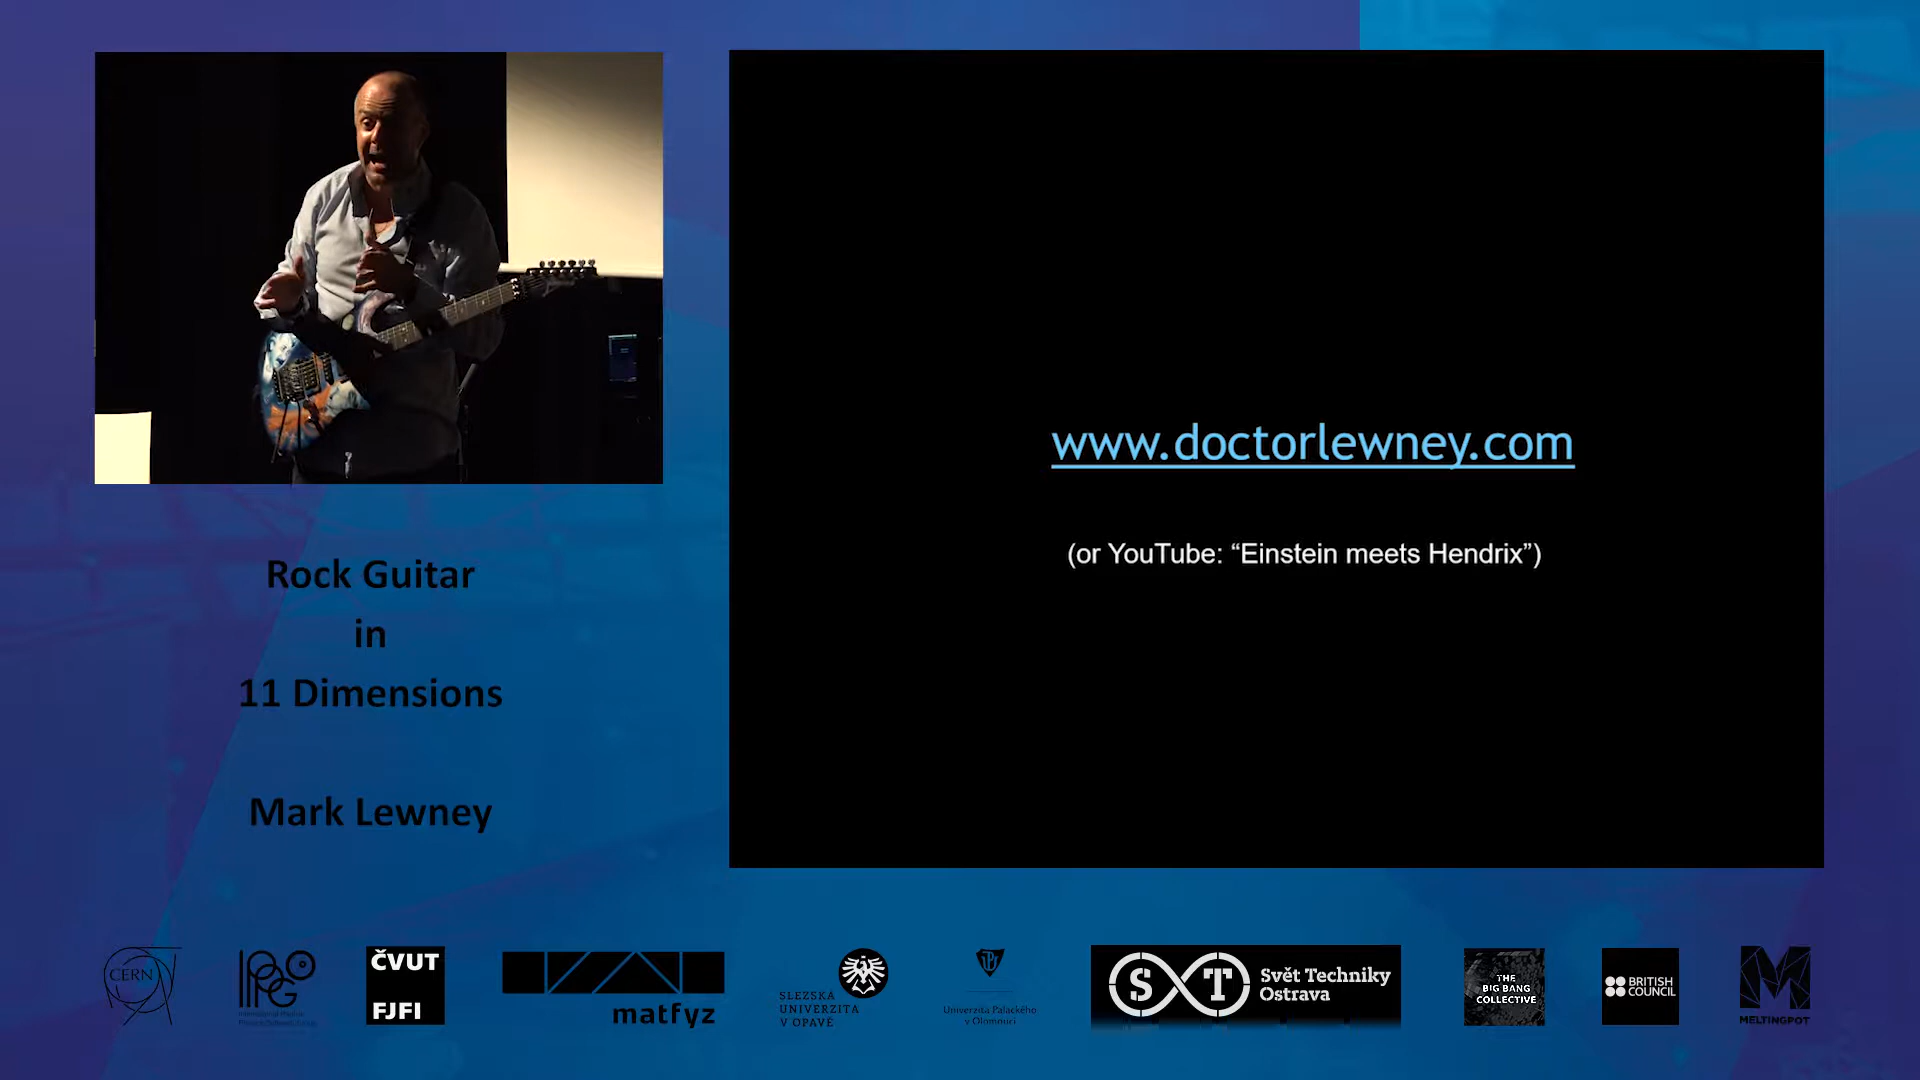 www.doctorlewney.com
(or YouTube: “Einstein meets Hendrix”)
Rock Guitar
in
11 Dimensions
Mark Lewney
CERN
IPPOG
ČVUT
FJFI
matfyz
SLEZSKÁ
UNIVERZITA
V OPAVĚ
Univerzita Palackého
v Olomouci
S T
Svět Techniky
Ostrava
THE
BIG BANG
COLLECTIVE
BRITISH
COUNCIL
M
MELTINGPOT